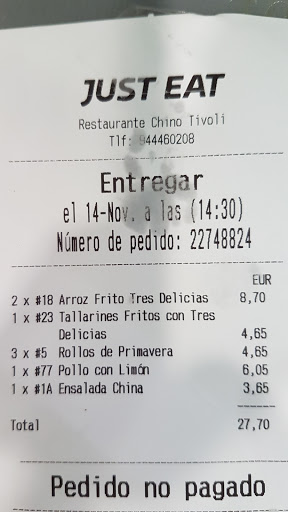 JUST EAT
Restaurante Chino Tivoli
Tlf: 944460208
Entregar
el 14-Nov. a las (14:30)
Número de pedido: 22748824
EUR
2 x #18 Arroz Frito Tres Delicias 8,70
1 x #23 Tallarines Fritos con Tres
Delicias 4,65
3 x #5 Rollos de Primavera 4,65
1 x #77 Pollo con Limón 6,05
1 x #1A Ensalada China 3,65
Total 27,70
Pedido no pagado